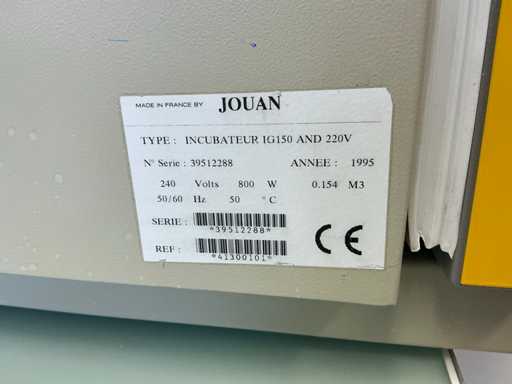 MADE IN FRANCE BY JOUAN
TYPE : INCUBATEUR IG150 AND 220V
N° Serie : 39512288 ANNEE : 1995
240 Volts 800 W 0.154 M3
50/60 Hz 50 ° C
SERIE :
*39512288*
REF :
*41300101*
CE